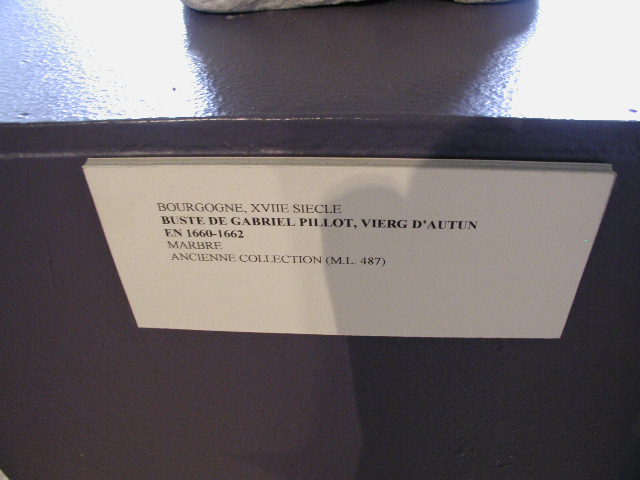 BOURGOGNE, XVIIE SIECLE
BUSTE DE GABRIEL PILLOT, VIERG D'AUTUN
EN 1660-1662
MARBRE
ANCIENNE COLLECTION (M.L. 487)